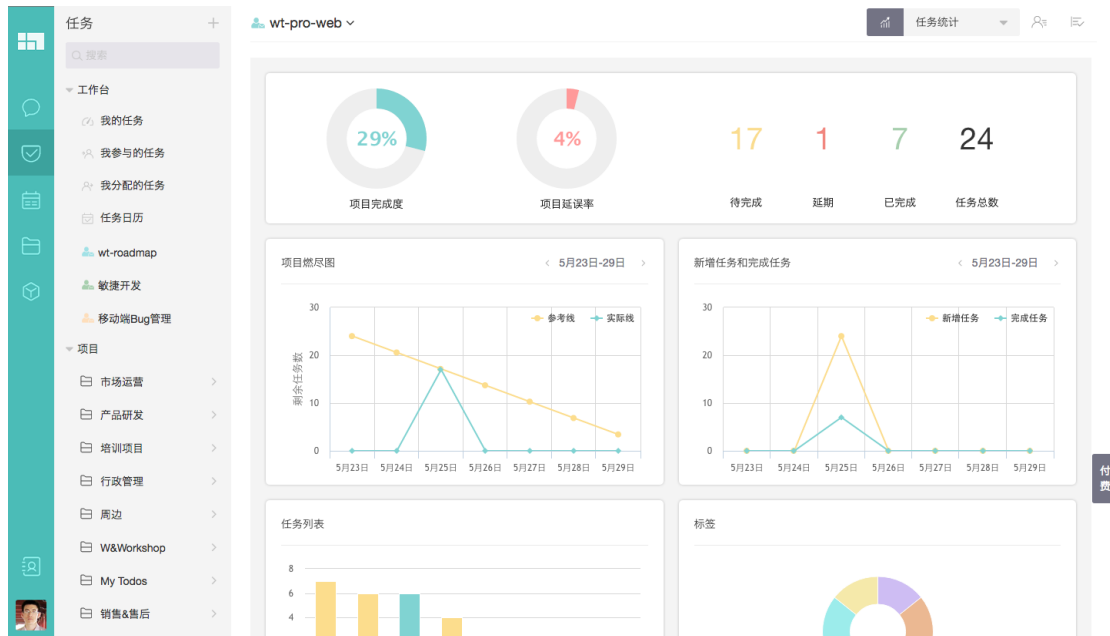 任务
搜索
工作台
我的任务
我参与的任务
我分配的任务
任务日历
wt-roadmap
敏捷开发
移动端Bug管理
项目
市场运营
产品研发
培训项目
行政管理
周边
W&Workshop
My Todos
销售&售后
wt-pro-web
任务统计
29%
项目完成度
4%
项目延误率
17
待完成
1
延期
7
已完成
24
任务总数
项目燃尽图
5月23日-29日
参考线 实际线
剩余任务数
30
20
10
0
5月23日 5月24日 5月25日 5月26日 5月27日 5月28日 5月29日
新增任务和完成任务
5月23日-29日
新增任务 完成任务
30
20
10
0
5月23日 5月24日 5月25日 5月26日 5月27日 5月28日 5月29日
任务列表
8
6
4
标签
付
费